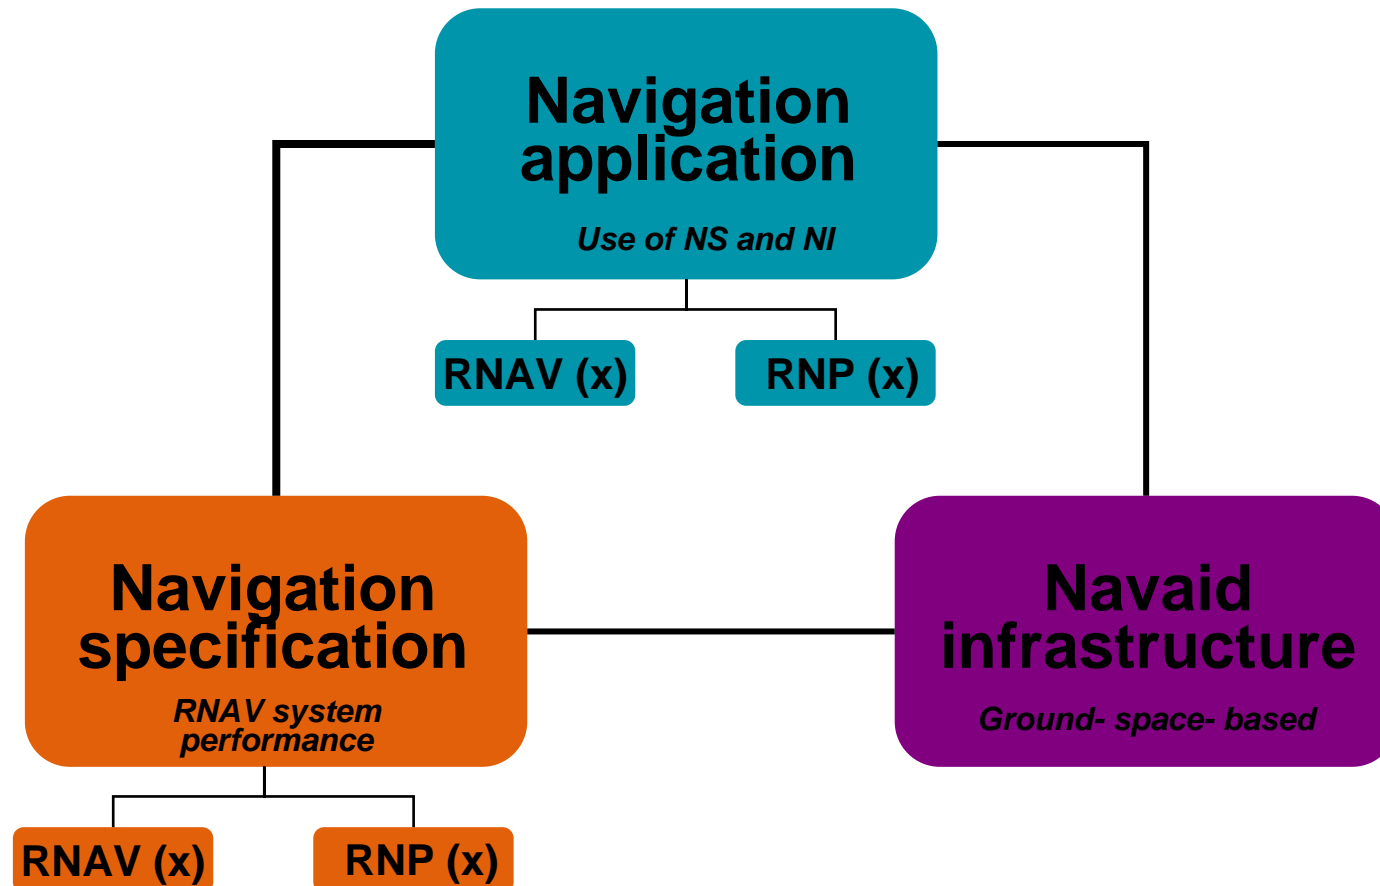 Navigation
application
Use of NS and NI
RNAV (x)
RNP (x)
Navigation
specification
RNAV system
performance
Navaid
infrastructure
Ground- space- based
RNAV (x)
RNP (x)